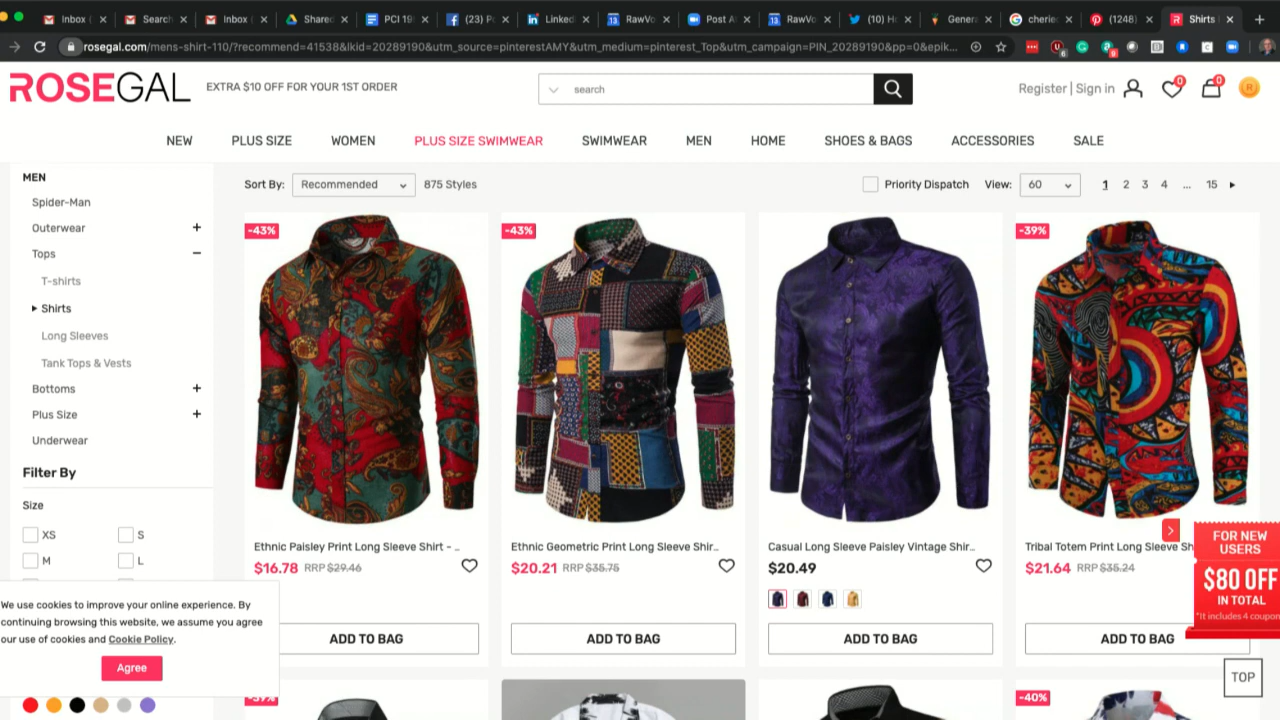 Inbox (
Search
Inbox (
Shared
PCI 19
(23) Po
Linked
RawVo
Post A
RawVo
(10) H
Genera
cherie
(1248)
Shirts
rosegal.com/mens-shirt-110/?recommend=41538&lkid=20289190&utm_source=pinterestAMY&utm_medium=pinterest_Top&utm_campaign=PIN_20289190&pp=0&epik...
ROSEGAL
EXTRA $10 OFF FOR YOUR 1ST ORDER
search
Register | Sign in
0
0
R
NEW
PLUS SIZE
WOMEN
PLUS SIZE SWIMWEAR
SWIMWEAR
MEN
HOME
SHOES & BAGS
ACCESSORIES
SALE
MEN
Spider-Man
Outerwear +
Tops −
T-shirts
Shirts
Long Sleeves
Tank Tops & Vests
Bottoms +
Plus Size +
Underwear
Filter By
Size
XS
S
M
L
We use cookies to improve your online experience. By
continuing browsing this website, we assume you agree
our use of cookies and Cookie Policy.
Agree
Sort By: Recommended 875 Styles
Priority Dispatch View: 60 1 2 3 4 ... 15
-43%
Ethnic Paisley Print Long Sleeve Shirt - ..
$16.78 RRP $29.46
ADD TO BAG
-43%
Ethnic Geometric Print Long Sleeve Shir...
$20.21 RRP $35.75
ADD TO BAG
Casual Long Sleeve Paisley Vintage Shir...
$20.49
ADD TO BAG
-39%
Tribal Totem Print Long Sleeve Sh
$21.64 RRP $35.24
ADD TO BAG
FOR NEW
USERS
$80 OFF
IN TOTAL
*It includes 4 coupon
TOP
-39%
-40%